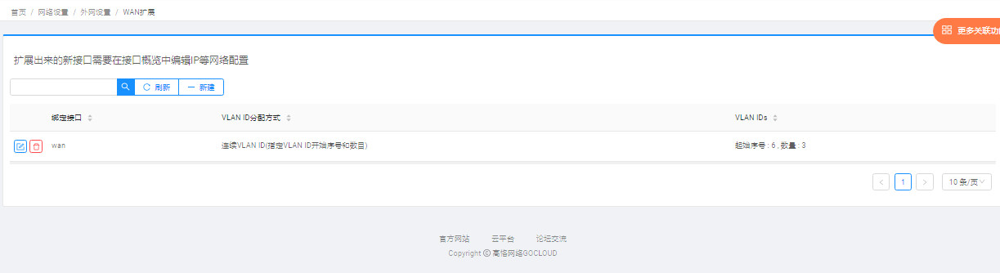 首页 / 网络设置 / 外网设置 / WAN扩展
更多关联功
扩展出来的新接口需要在接口概览中编辑IP等网络配置
刷新 新建
绑定接口 VLAN ID分配方式 VLAN IDs
wan 连续VLAN ID(指定VLAN ID开始序号和数目) 起始序号 : 6 , 数量 : 3
1 10 条/页
官方网站 云平台 论坛交流
Copyright © 高恪网络GOCLOUD